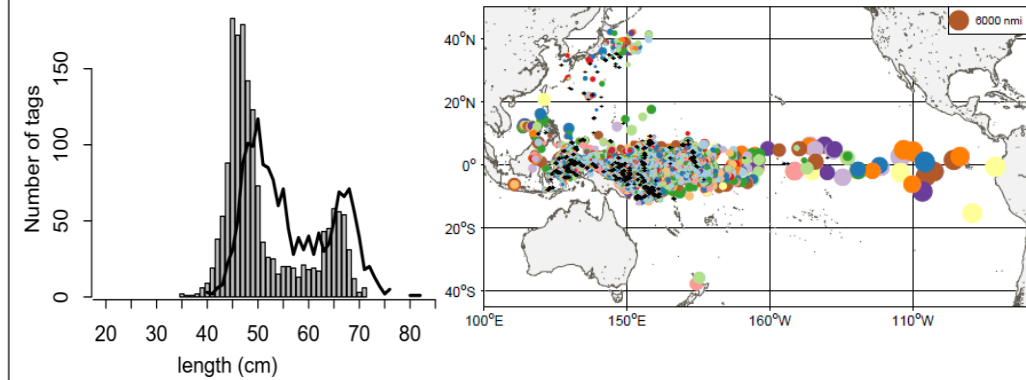 Number of tags
0 50 100 150
20 30 40 50 60 70 80
length (cm)
6000 nmi
40°N
20°N
0°
20°S
40°S
100°E 150°E 160°W 110°W